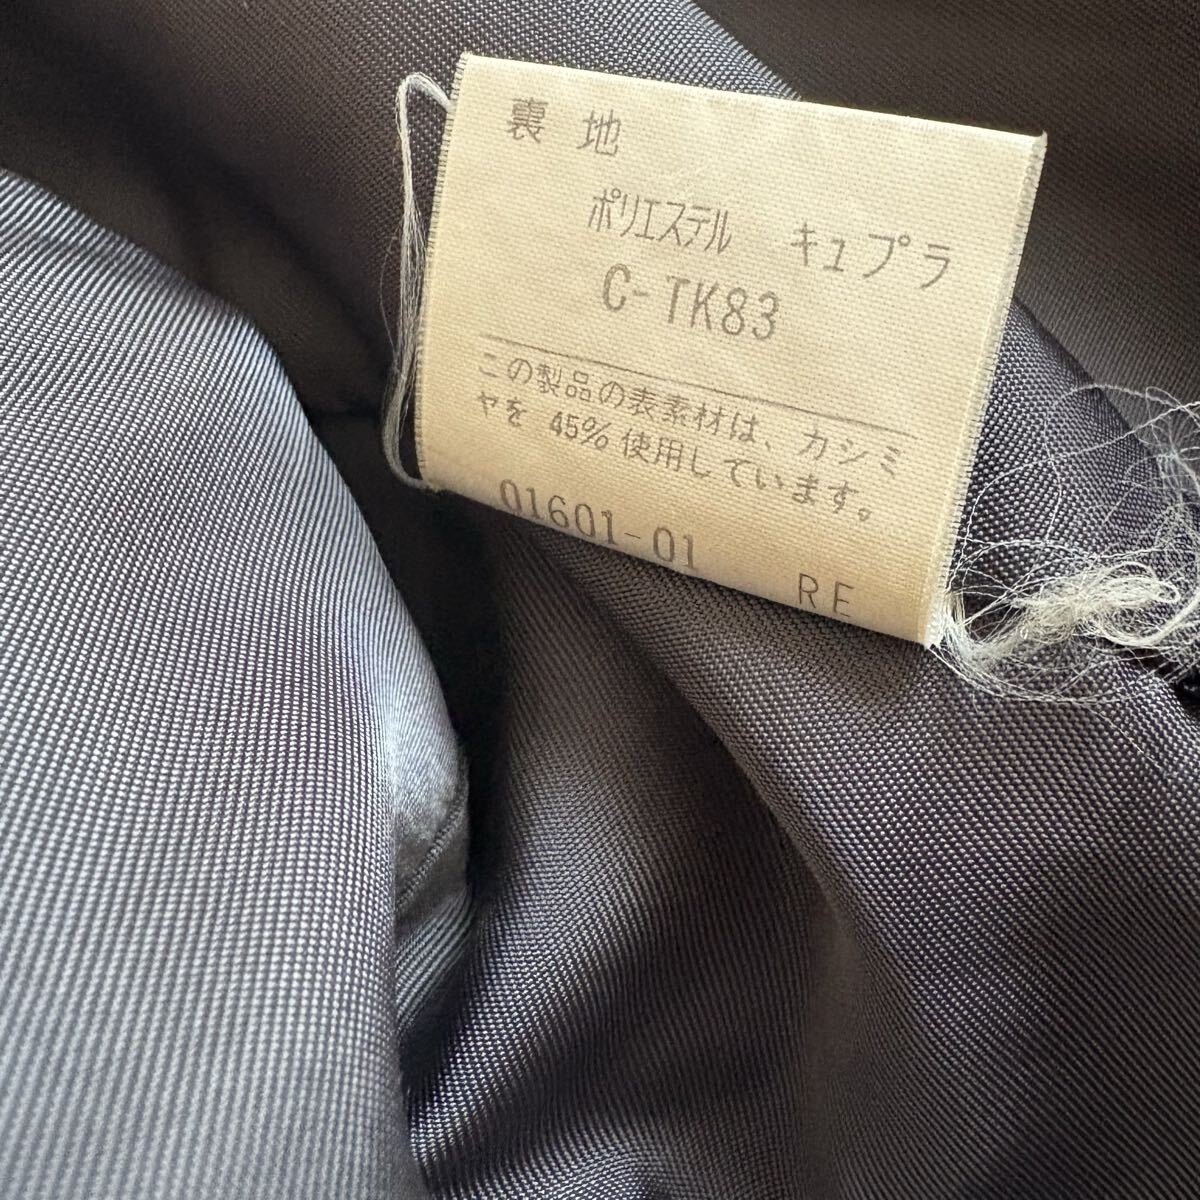 裏地
ポリエステル キュプラ
C-TK83
この製品の表素材は、カシミ
ヤを 45% 使用しています。
01601-01 RE